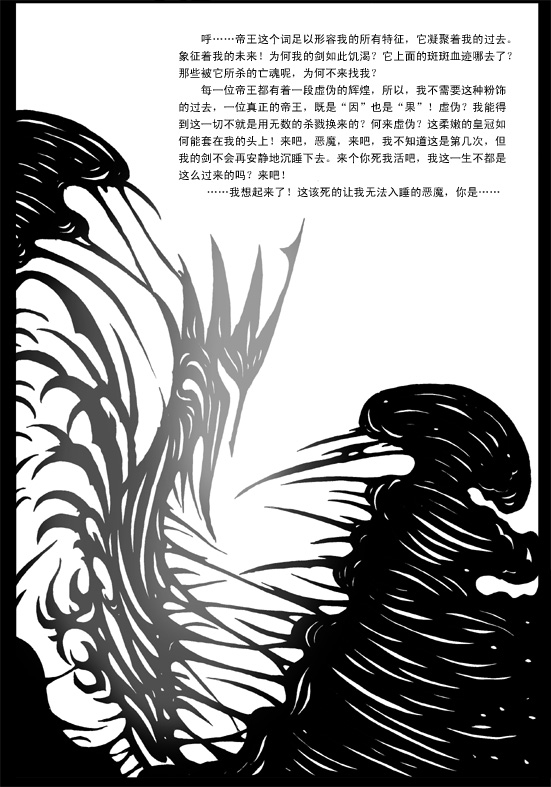 呼……帝王这个词足以形容我的所有特征，它凝聚着我的过去。
象征着我的未来！为何我的剑如此饥渴？它上面的斑斑血迹哪去了？
那些被它所杀的亡魂呢，为何不来找我？
每一位帝王都有着一段虚伪的辉煌，所以，我不需要这种粉饰
的过去，一位真正的帝王，既是“因”也是“果”！虚伪？我能得
到这一切不就是用无数的杀戮换来的？何来虚伪？这柔嫩的皇冠如
何能套在我的头上！来吧，恶魔，来吧，我不知道这是第几次，但
我的剑不会再安静地沉睡下去。来个你死我活吧，我这一生不都是
这么过来的吗？来吧！
……我想起来了！这该死的让我无法入睡的恶魔，你是……